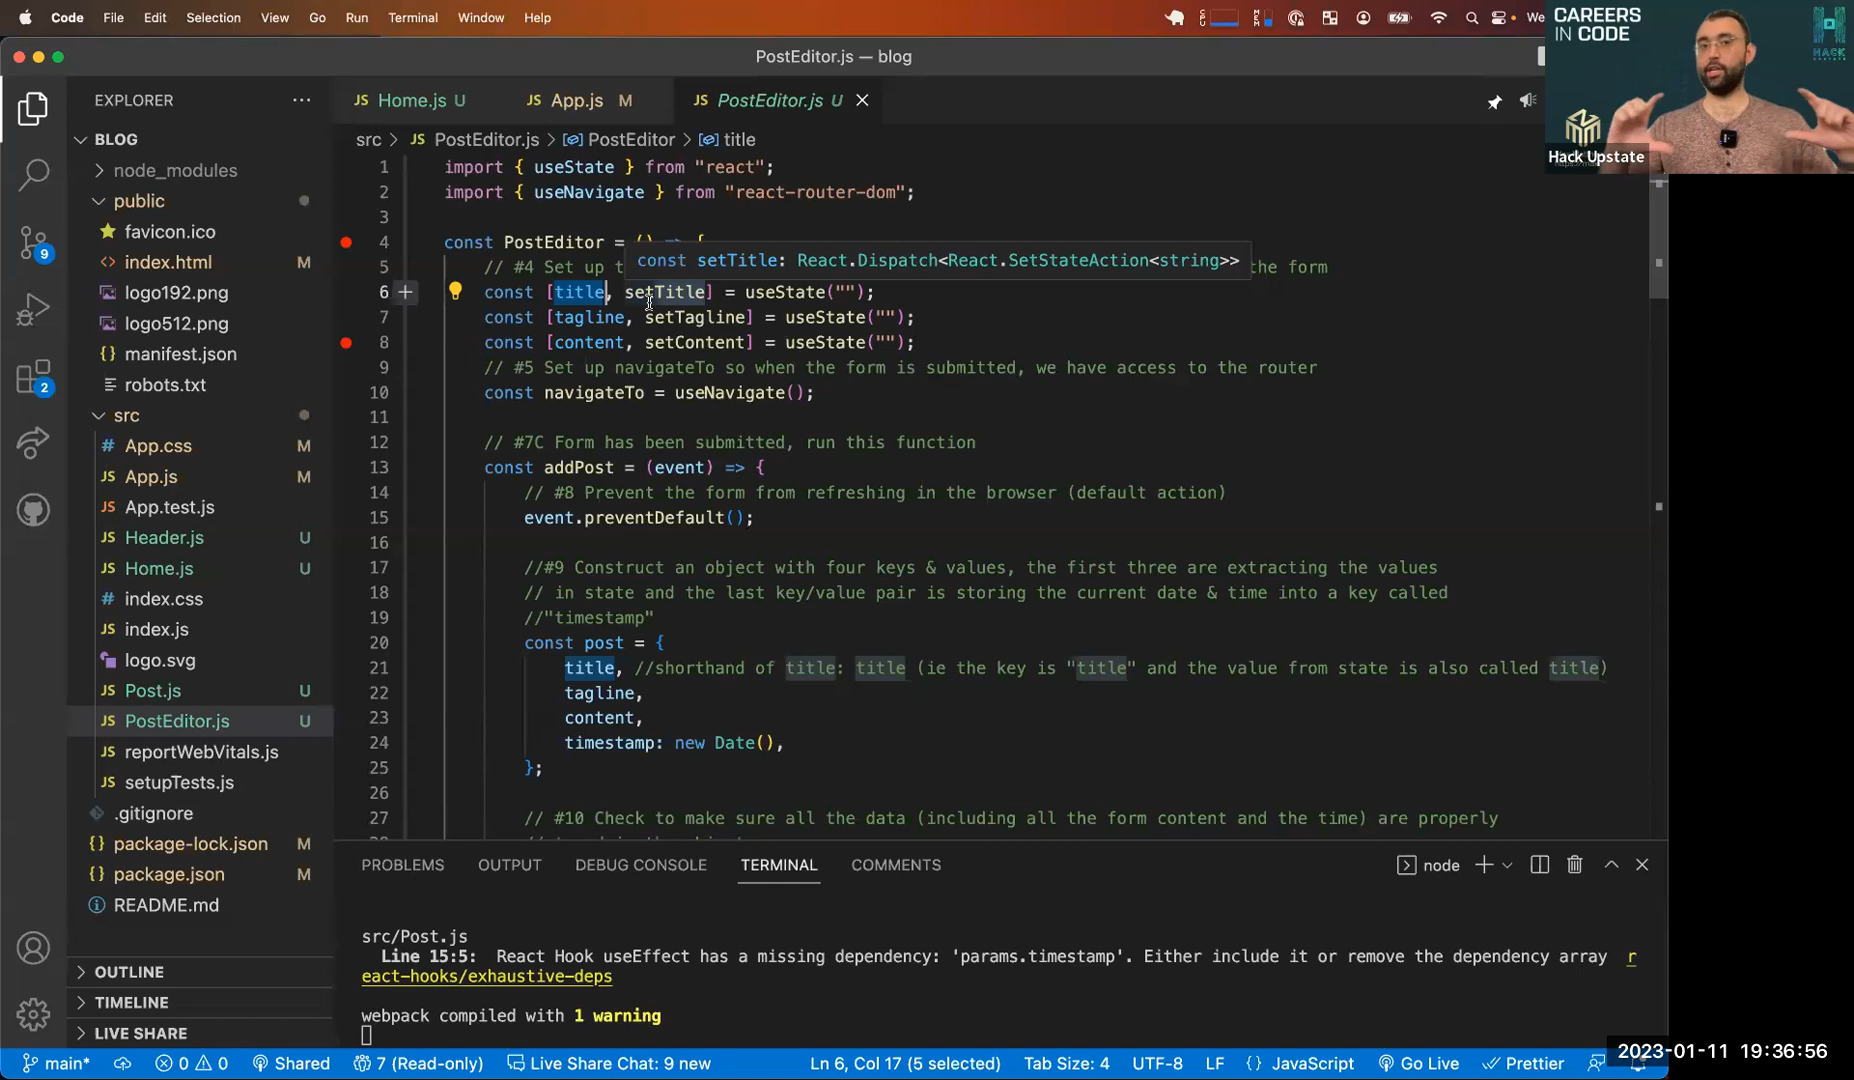 Code File Edit Selection View Go Run Terminal Window Help
CPU MEM We
CAREERS
IN CODE
HACK
Hack Upstate
PostEditor.js — blog
EXPLORER
BLOG
node_modules
public
favicon.ico
index.html
logo192.png
logo512.png
manifest.json
robots.txt
src
App.css M
App.js M
App.test.js
Header.js U
Home.js U
index.css
index.js
logo.svg
Post.js U
PostEditor.js U
reportWebVitals.js
setupTests.js
.gitignore
package-lock.json M
package.json M
README.md
OUTLINE
TIMELINE
LIVE SHARE
9
2
JS Home.js U JS App.js M JS PostEditor.js U
src > JS PostEditor.js > PostEditor > title
1 import { useState } from "react";
2 import { useNavigate } from "react-router-dom";
3
4 const PostEditor = () => {
const setTitle: React.Dispatch<React.SetStateAction<string>>
5 // #4 Set up t the form
6 const [title, setTitle] = useState("");
7 const [tagline, setTagline] = useState("");
8 const [content, setContent] = useState("");
9 // #5 Set up navigateTo so when the form is submitted, we have access to the router
10 const navigateTo = useNavigate();
11
12 // #7C Form has been submitted, run this function
13 const addPost = (event) => {
14 // #8 Prevent the form from refreshing in the browser (default action)
15 event.preventDefault();
16
17 //#9 Construct an object with four keys & values, the first three are extracting the values
18 // in state and the last key/value pair is storing the current date & time into a key called
19 //"timestamp"
20 const post = {
21 title, //shorthand of title: title (ie the key is "title" and the value from state is also called title)
22 tagline,
23 content,
24 timestamp: new Date(),
25 };
26
27 // #10 Check to make sure all the data (including all the form content and the time) are properly
PROBLEMS OUTPUT DEBUG CONSOLE TERMINAL COMMENTS node
src/Post.js
Line 15:5: React Hook useEffect has a missing dependency: 'params.timestamp'. Either include it or remove the dependency array r
eact-hooks/exhaustive-deps
webpack compiled with 1 warning
main* 0 0 Shared 7 (Read-only) Live Share Chat: 9 new Ln 6, Col 17 (5 selected) Tab Size: 4 UTF-8 LF {} JavaScript Go Live Prettier
2023-01-11 19:36:56